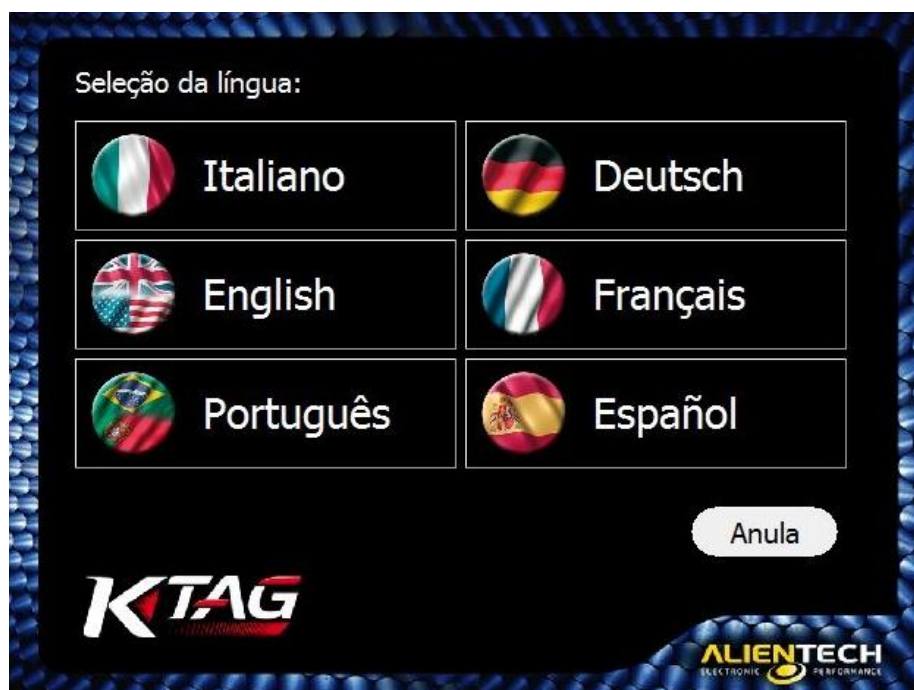 Seleção da língua:
Italiano
Deutsch
English
Français
Português
Español
Anula
KTAG
ALIENTECH
ELECTRONIC PERFORMANCE